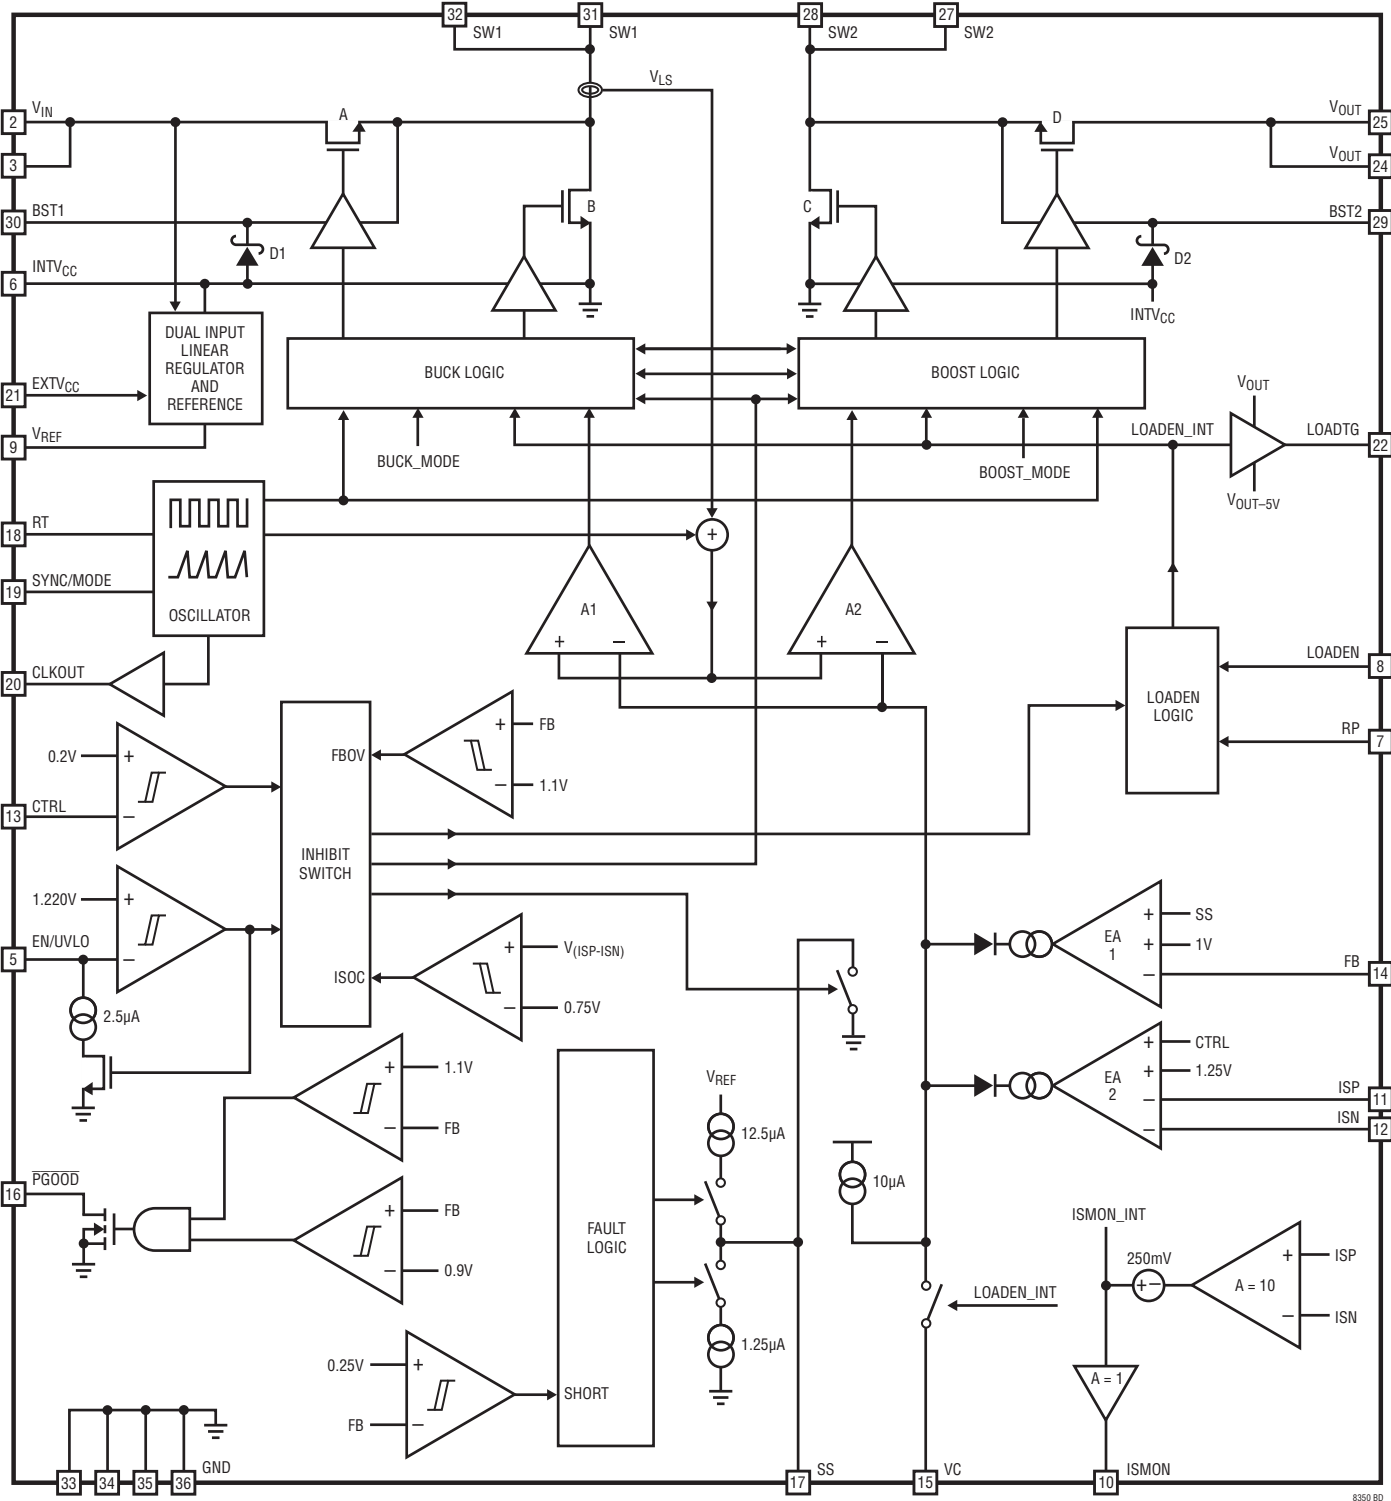 32 SW1 31 SW1 28 SW2 27 SW2
VLS
VIN A D VOUT
2 25
VOUT
3 24
BST1 B C BST2
30 29
D1 D2
INTVCC
6
INTVCC
DUAL INPUT
LINEAR
REGULATOR
AND
REFERENCE
BUCK LOGIC
BOOST LOGIC
21 EXTVCC
VOUT
9 VREF
BUCK_MODE
BOOST_MODE
LOADEN_INT
LOADTG
22
VOUT–5V
18 RT
+
19 SYNC/MODE
OSCILLATOR
A1
+ –
A2
+ –
20 CLKOUT
LOADEN
8
LOADEN
LOGIC
RP
7
0.2V +
13 CTRL –
FBOV
+ FB
– 1.1V
INHIBIT
SWITCH
1.220V +
5 EN/UVLO –
2.5µA
ISOC
+ V(ISP-ISN)
– 0.75V
EA
1
+ SS
+ 1V
–
FB
14
EA
2
+ CTRL
+ 1.25V
–
–
ISP
11
ISN
12
+ 1.1V
– FB
VREF
12.5µA
10µA
16 PGOOD
+ FB
– 0.9V
FAULT
LOGIC
ISMON_INT
250mV
+–
A = 10
+ ISP
– ISN
LOADEN_INT
0.25V +
FB –
SHORT
1.25µA
A = 1
33 34 35 36 GND
17 SS
15 VC
10 ISMON
8350 BD